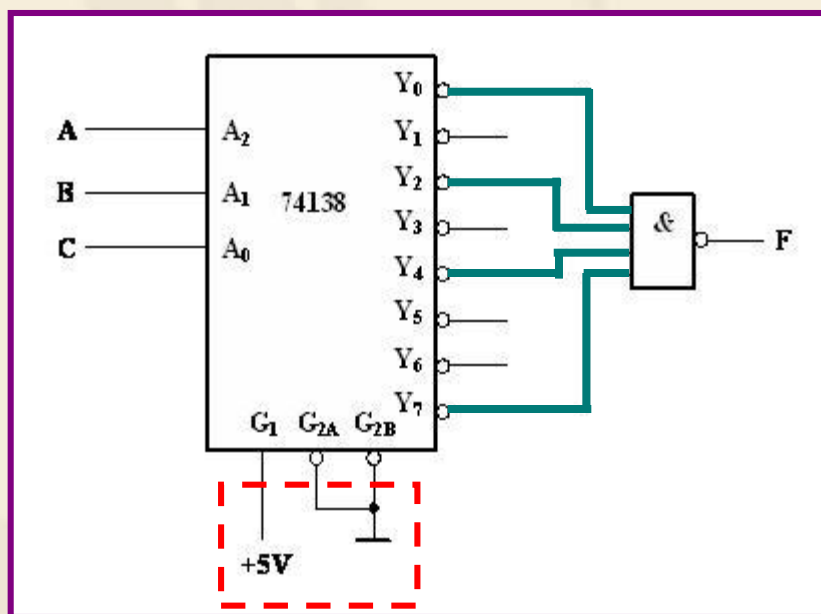 Y₀
A A₂ Y₁
B A₁ 74138 Y₂
Y₃ & F
C A₀
Y₄
Y₅
Y₆
Y₇
G₁ G₂A G₂B
+5V